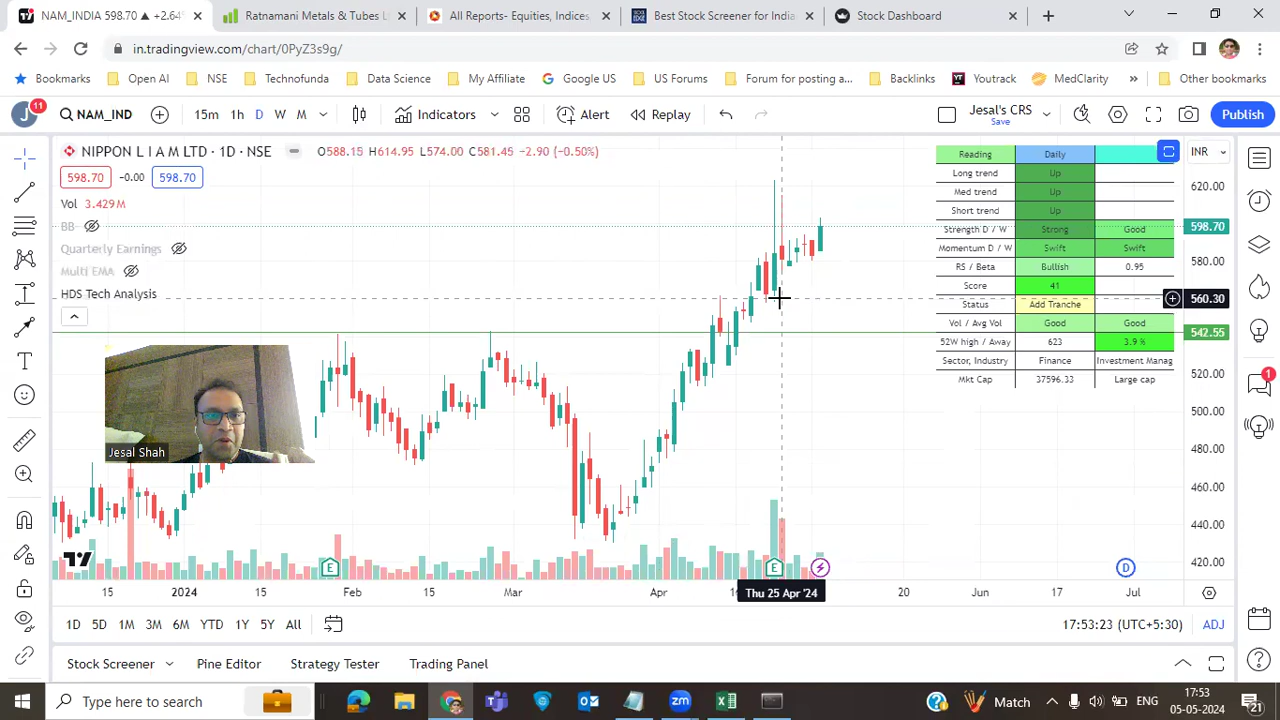 NAM_IND 598.70 ▲ +2.64%
Ratnamani Metals & Tubes L
All Reports- Equities, Indices,
Best Stock Screener for India
Stock Dashboard
in.tradingview.com/chart/0PyZ3s9g/
Bookmarks
Open AI
NSE
Technofunda
Data Science
My Affiliate
Google US
US Forums
Forum for posting a...
Backlinks
Youtrack
MedClarity
Other bookmarks
J
11
NAM_IND
15m
1h
D
W
M
Indicators
Alert
Replay
Jesal's CRS
Save
Publish
NIPPON L I A M LTD · 1D · NSE
O588.15 H614.95 L574.00 C581.45 -2.90 (-0.50%)
INR
598.70
-0.00
598.70
Vol 3.429M
BB
Quarterly Earnings
Multi EMA
HDS Tech Analysis
Reading Daily
Long trend Up
Med trend Up
Short trend Up
Strength D / W Strong Good
Momentum D / W Swift Swift
RS / Beta Bullish 0.95
Score 41
Status Add Tranche
Vol / Avg Vol Good Good
52W high / Away 623 3.9 %
Sector, Industry Finance Investment Manag
Mkt Cap 37596.33 Large cap
620.00
598.70
580.00
560.30
542.55
520.00
500.00
480.00
460.00
440.00
420.00
1
Jesal Shah
E
E
D
15
2024
15
Feb
15
Mar
Apr
Thu 25 Apr '24
20
Jun
17
Jul
1D
5D
1M
3M
6M
YTD
1Y
5Y
All
17:53:23 (UTC+5:30)
ADJ
Stock Screener
Pine Editor
Strategy Tester
Trading Panel
Type here to search
Match
ENG
17:53
05-05-2024
21